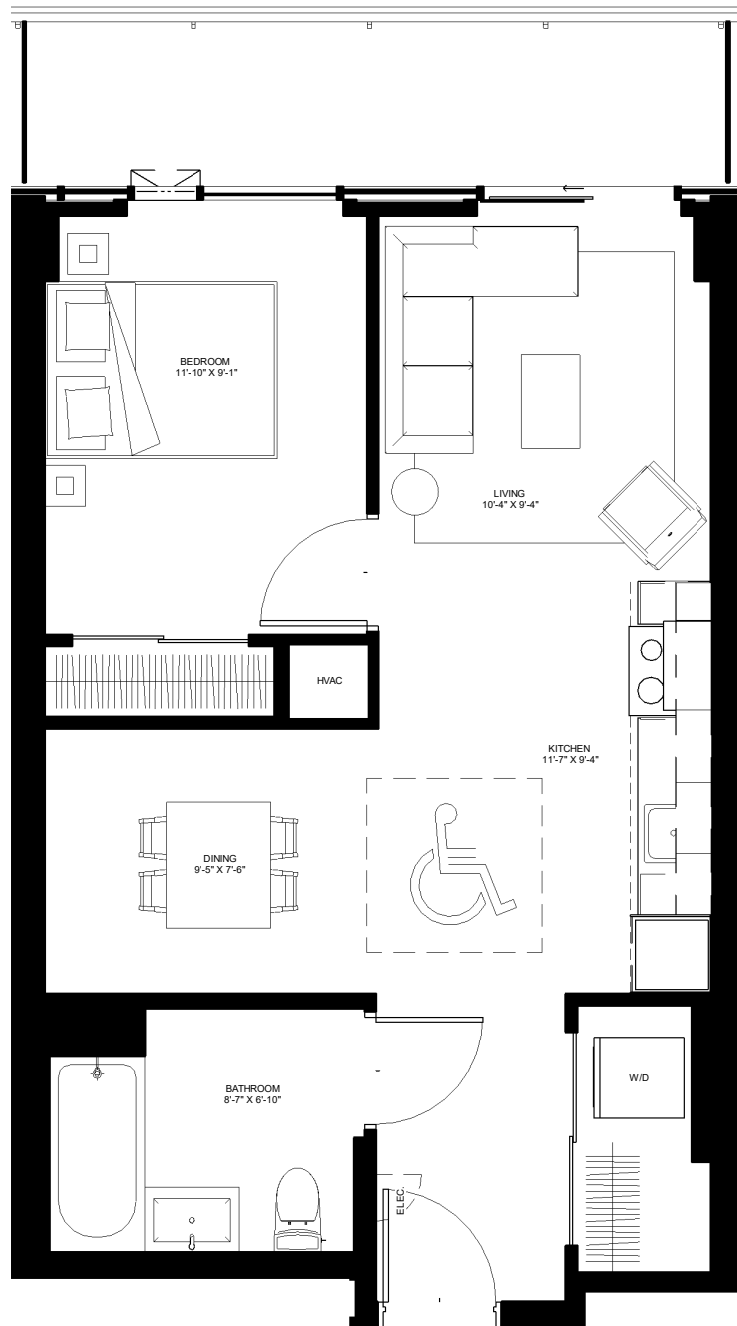 BEDROOM
11'-10" X 9'-1"
LIVING
10'-4" X 9'-4"
HVAC
KITCHEN
11'-7" X 9'-4"
DINING
9'-5" X 7'-6"
W/D
BATHROOM
8'-7" X 6'-10"
ELEC.